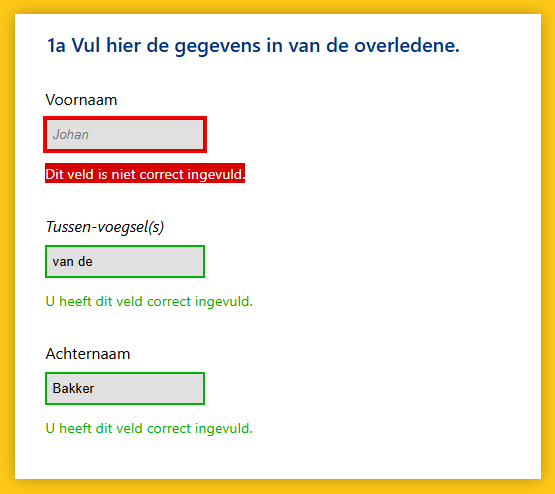 1a Vul hier de gegevens in van de overledene.
Voornaam
Johan
Dit veld is niet correct ingevuld.
Tussen-voegsel(s)
van de
U heeft dit veld correct ingevuld.
Achternaam
Bakker
U heeft dit veld correct ingevuld.